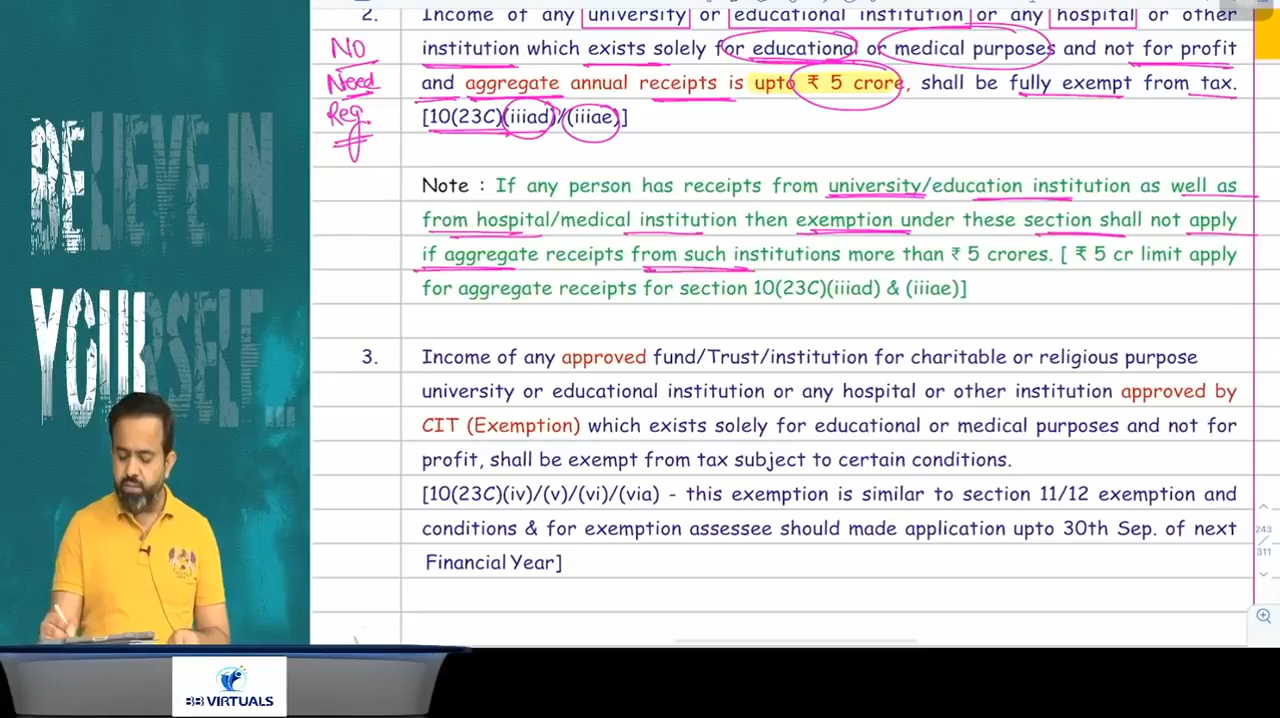 2. Income of any university or educational institution or any hospital or other
No institution which exists solely for educational or medical purposes and not for profit
Need and aggregate annual receipts is upto ₹ 5 crore, shall be fully exempt from tax.
Reg. [10(23C)(iiiad)/(iiiae)]
Note : If any person has receipts from university/education institution as well as
from hospital/medical institution then exemption under these section shall not apply
if aggregate receipts from such institutions more than ₹ 5 crores. [ ₹ 5 cr limit apply
for aggregate receipts for section 10(23C)(iiiad) & (iiiae)]
3. Income of any approved fund/Trust/institution for charitable or religious purpose
university or educational institution or any hospital or other institution approved by
CIT (Exemption) which exists solely for educational or medical purposes and not for
profit, shall be exempt from tax subject to certain conditions.
[10(23C)(iv)/(v)/(vi)/(via) - this exemption is similar to section 11/12 exemption and
conditions & for exemption assessee should made application upto 30th Sep. of next
Financial Year]
BELIEVE IN
YOURSELF...
243
/
311
BB VIRTUALS